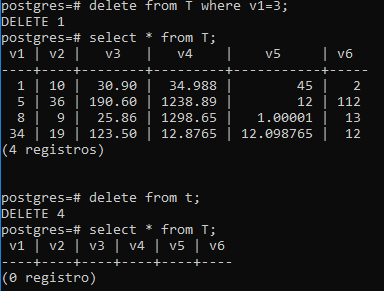 postgres=# delete from T where v1=3;
DELETE 1
postgres=# select * from T;
 v1 | v2 |   v3   |   v4    |    v5     | v6
----+----+--------+---------+-----------+-----
  1 | 10 |  30.90 |  34.988 |        45 |   2
  5 | 36 | 190.60 | 1238.89 |        12 | 112
  8 |  9 |  25.86 | 1298.65 |   1.00001 |  13
 34 | 19 | 123.50 | 12.8765 | 12.098765 |  12
(4 registros)
postgres=# delete from t;
DELETE 4
postgres=# select * from T;
 v1 | v2 | v3 | v4 | v5 | v6
----+----+----+----+----+----
(0 registro)